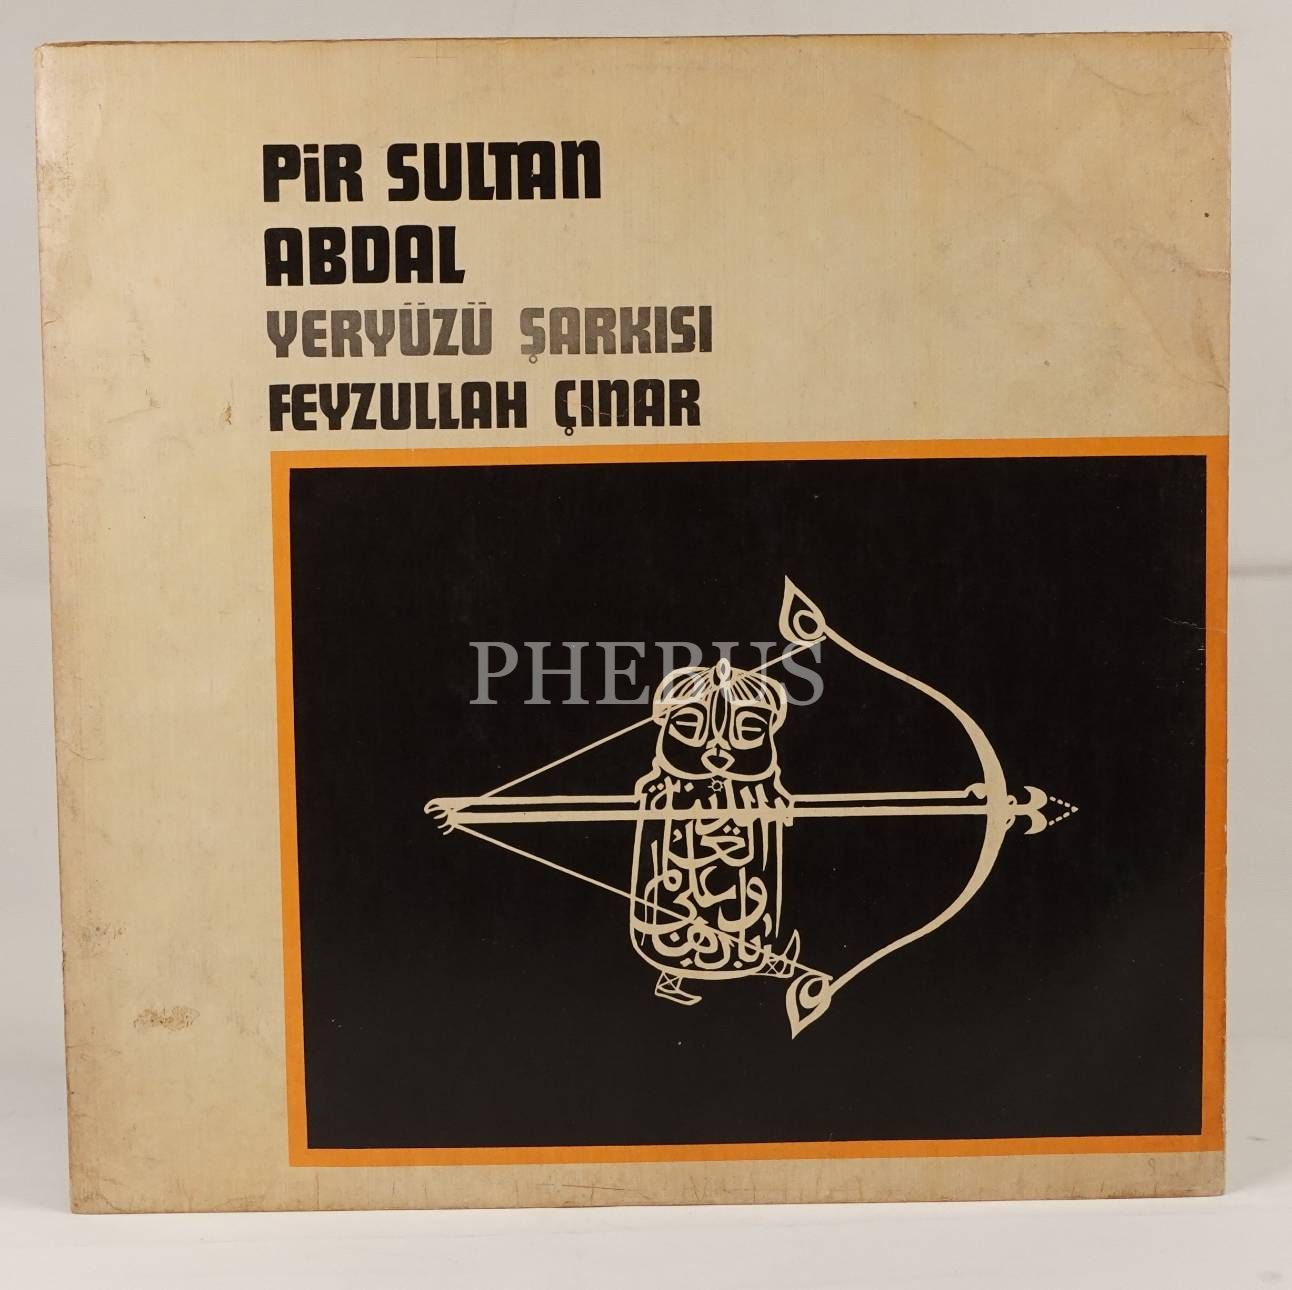 PiR SULTAN
ABDAL
YERYÜZÜ ŞARKISI
FEYZULLAH ÇINAR
PHEBUS